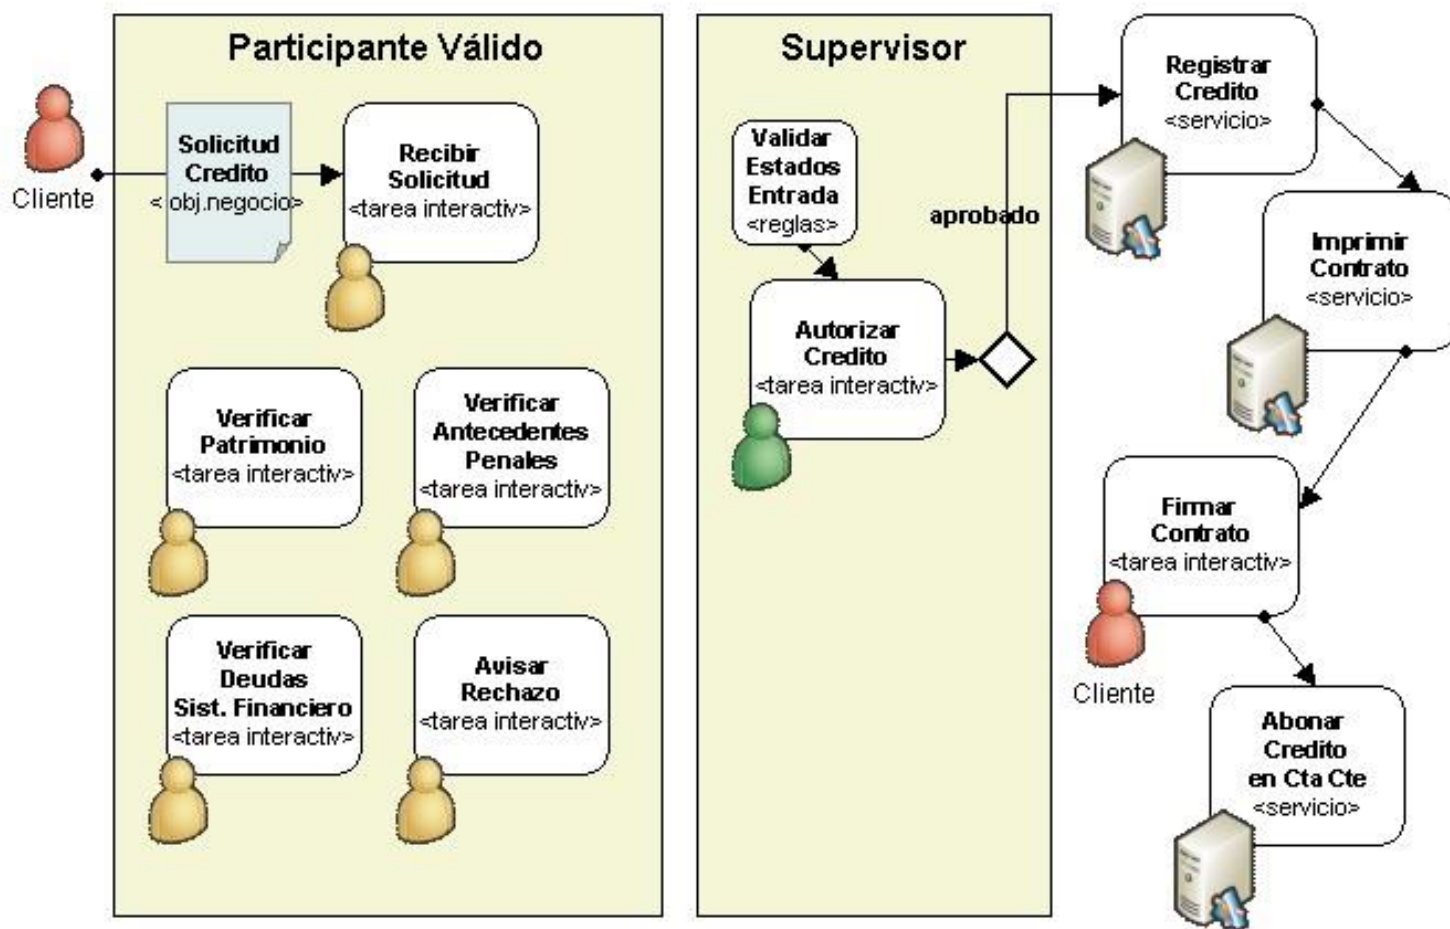 Participante Válido
Cliente
Solicitud
Credito
< obj.negocio>
Recibir
Solicitud
<tarea interactiv>
Verificar
Patrimonio
<tarea interactiv>
Verificar
Antecedentes
Penales
<tarea interactiv>
Verificar
Deudas
Sist. Financiero
<tarea interactiv>
Avisar
Rechazo
<tarea interactiv>
Supervisor
Validar
Estados
Entrada
<reglas>
Autorizar
Credito
<tarea interactiv>
aprobado
Registrar
Credito
<servicio>
Imprimir
Contrato
<servicio>
Firmar
Contrato
<tarea interactiv>
Cliente
Abonar
Credito
en Cta Cte
<servicio>